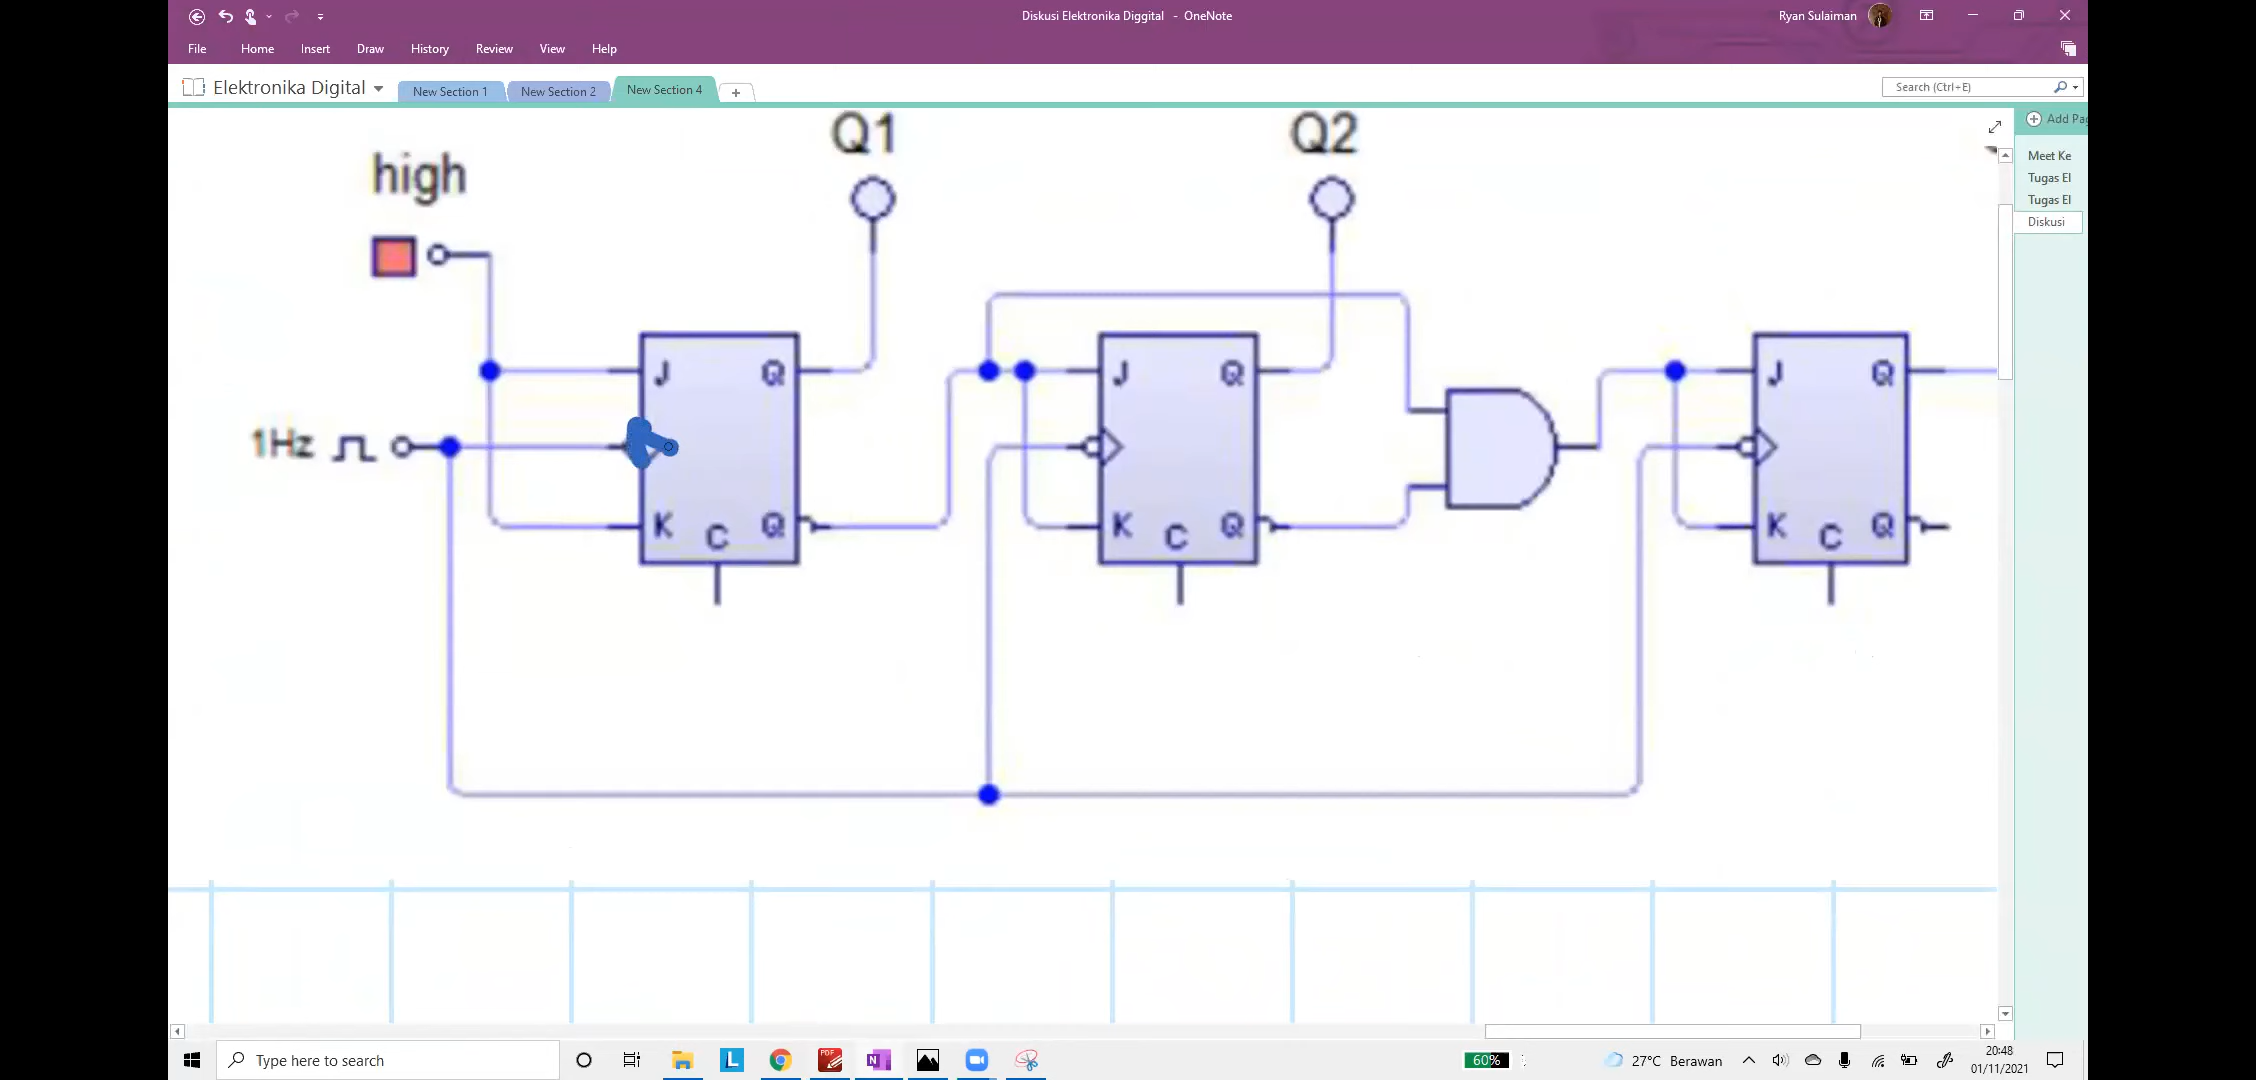 Diskusi Elektronika Diggital - OneNote
Ryan Sulaiman
File Home Insert Draw History Review View Help
Elektronika Digital
New Section 1
New Section 2
New Section 4
Search (Ctrl+E)
Add Pag
Meet Ke
Tugas El
Tugas El
Diskusi
Q1
Q2
high
J Q
J Q
J Q
1Hz
K C Q
K C Q
K C Q
Type here to search
L
PDF
N
60%
27°C Berawan
20:48
01/11/2021